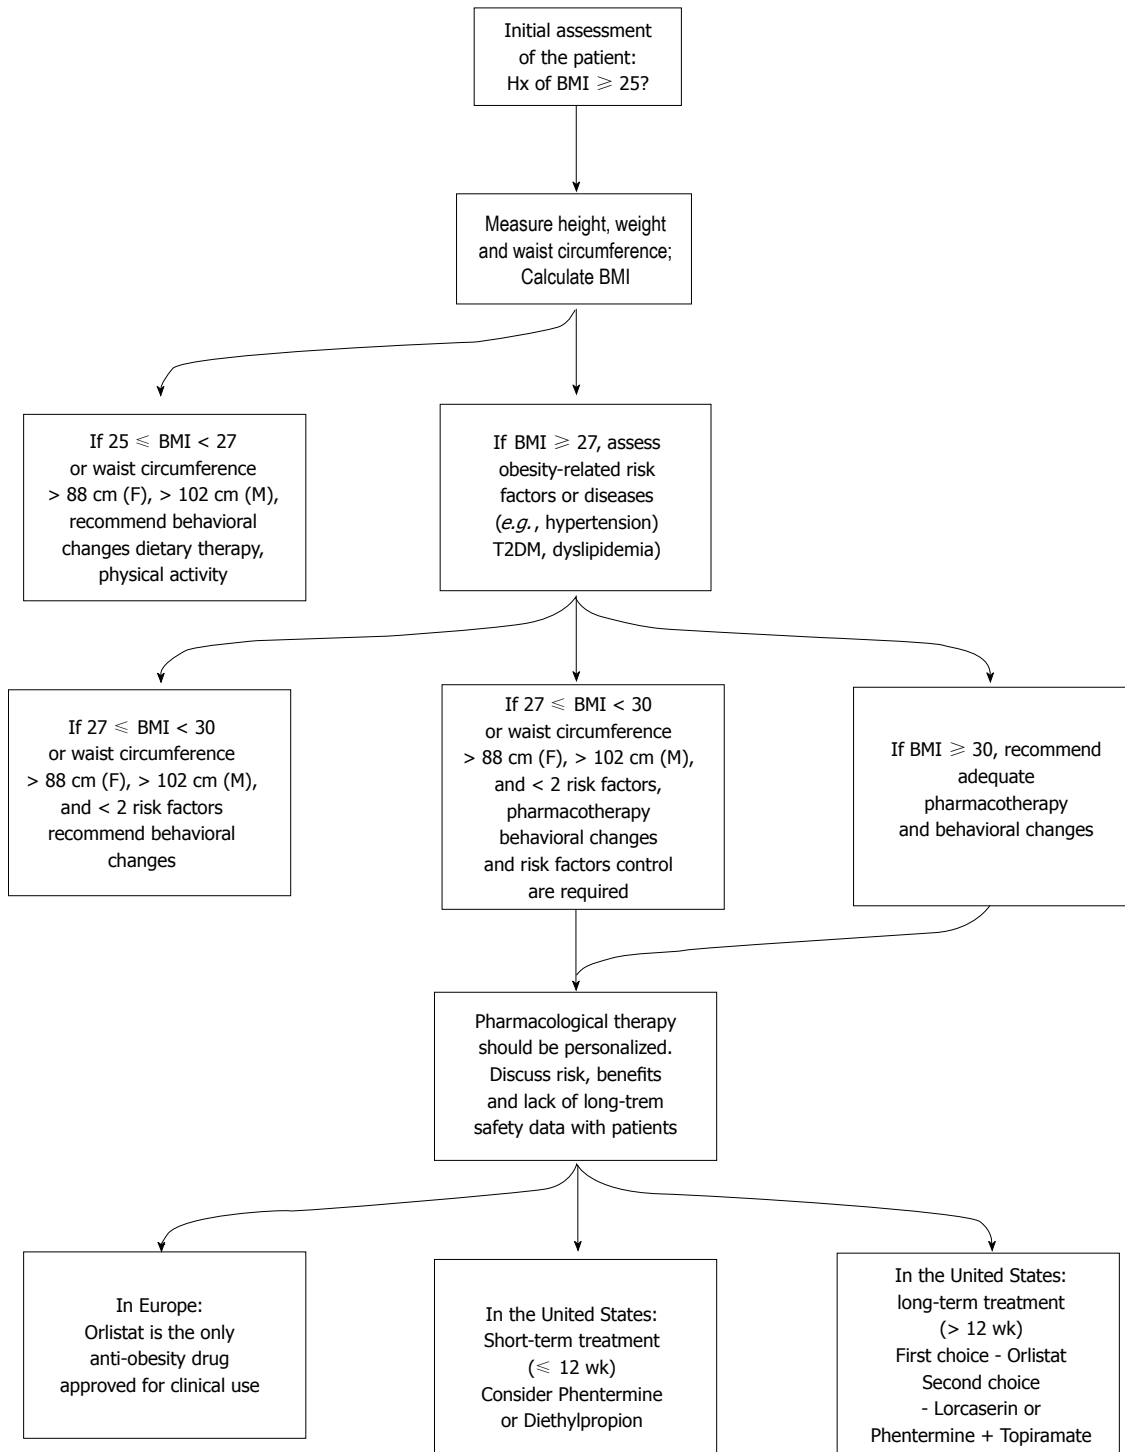 Initial assessment
of the patient:
Hx of BMI ≥ 25?
Measure height, weight
and waist circumference;
Calculate BMI
If 25 ≤ BMI < 27
or waist circumference
> 88 cm (F), > 102 cm (M),
recommend behavioral
changes dietary therapy,
physical activity
If BMI ≥ 27, assess
obesity-related risk
factors or diseases
(e.g., hypertension)
T2DM, dyslipidemia)
If 27 ≤ BMI < 30
or waist circumference
> 88 cm (F), > 102 cm (M),
and < 2 risk factors
recommend behavioral
changes
If 27 ≤ BMI < 30
or waist circumference
> 88 cm (F), > 102 cm (M),
and < 2 risk factors,
pharmacotherapy
behavioral changes
and risk factors control
are required
If BMI ≥ 30, recommend
adequate
pharmacotherapy
and behavioral changes
Pharmacological therapy
should be personalized.
Discuss risk, benefits
and lack of long-trem
safety data with patients
In Europe:
Orlistat is the only
anti-obesity drug
approved for clinical use
In the United States:
Short-term treatment
(≤ 12 wk)
Consider Phentermine
or Diethylpropion
In the United States:
long-term treatment
(> 12 wk)
First choice - Orlistat
Second choice
- Lorcaserin or
Phentermine + Topiramate